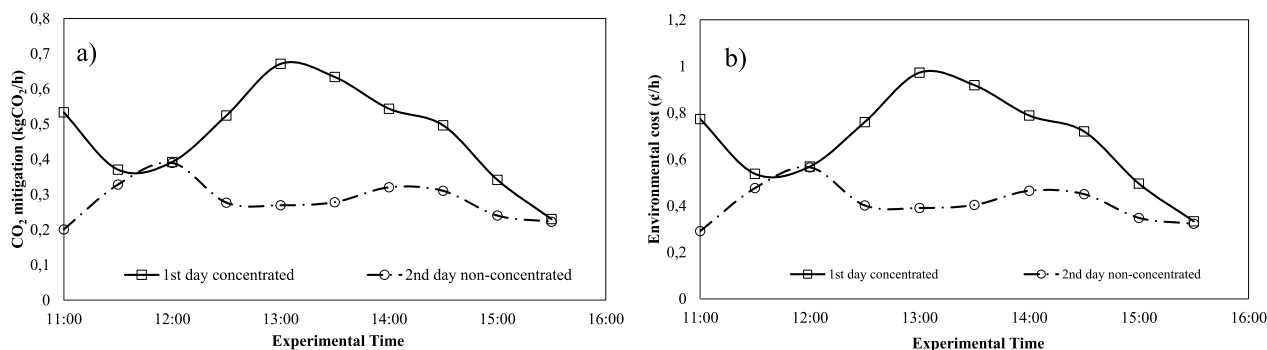 0,8
0,7
0,6
0,5
0,4
0,3
0,2
0,1
0
CO2 mitigation (kgCO2/h)
a)
1st day concentrated
2nd day non-concentrated
11:00 12:00 13:00 14:00 15:00 16:00
Experimental Time
1,2
1
0,8
0,6
0,4
0,2
0
Environmental cost (¢/h)
b)
1st day concentrated
2nd day non-concentrated
11:00 12:00 13:00 14:00 15:00 16:00
Experimental Time